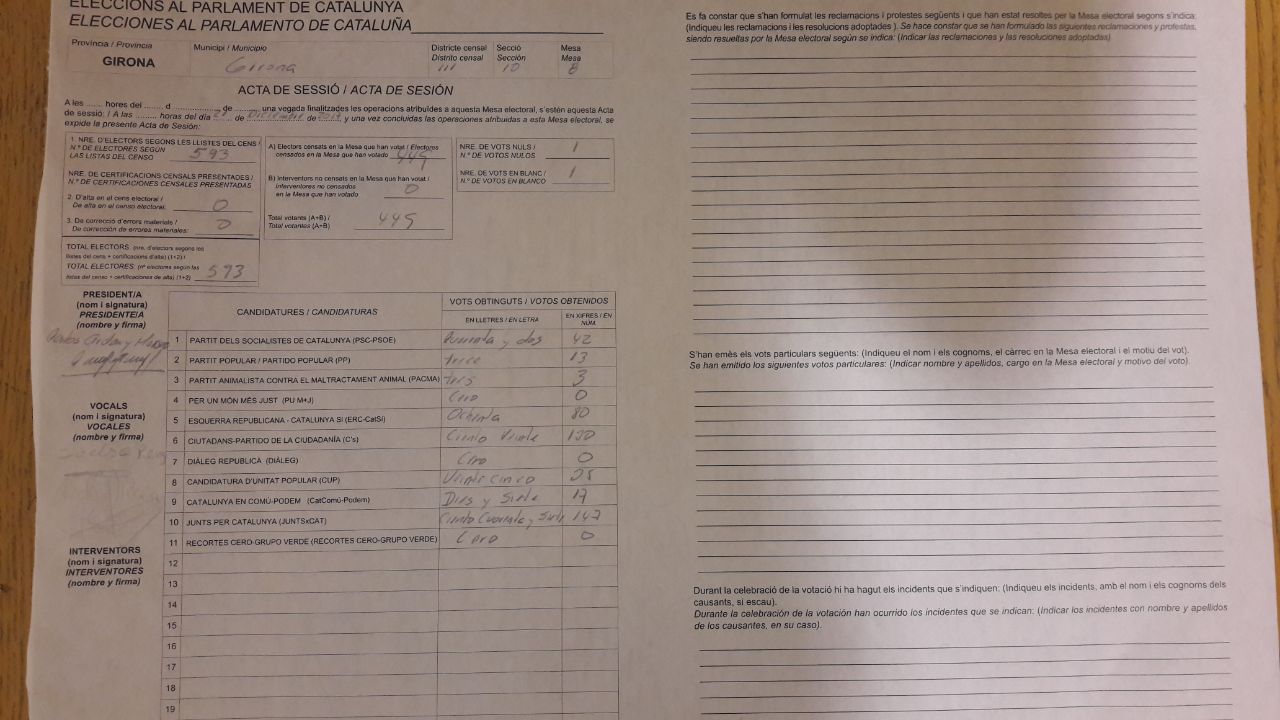 ELECCIONS AL PARLAMENT DE CATALUNYA
ELECCIONES AL PARLAMENTO DE CATALUÑA
Província / Provincia
GIRONA
Municipi / Municipio
Girona
Districte censal
Distrito censal
III
Secció
Sección
10
Mesa
Mesa
B
ACTA DE SESSIÓ / ACTA DE SESIÓN
A les ....... hores del ....... d ................. de ......... una vegada finalitzades les operacions atribuïdes a aquesta Mesa electoral, s'estén aquesta Acta
de sessió: / A las ........ horas del día 21 de Diciembre de 2017 y una vez concluidas las operaciones atribuidas a esta Mesa electoral, se
expide la presente Acta de Sesión:
1. NRE. D'ELECTORS SEGONS LES LLISTES DEL CENS /
N.º DE ELECTORES SEGÚN
LAS LISTAS DEL CENSO 593
NRE. DE CERTIFICACIONS CENSALS PRESENTADES /
N.º DE CERTIFICACIONES CENSALES PRESENTADAS
2. D'alta en el cens electoral /
De alta en el censo electoral: 0
3. De correcció d'errors materials /
De corrección de errores materiales: 0
TOTAL ELECTORS (nre. d'electors segons les
llistes del cens + certificacions d'alta) (1+2) /
TOTAL ELECTORES (nº electores según las
listas del censo + certificaciones de alta) (1+2) 593
A) Electors censats en la Mesa que han votat / Electores
censados en la Mesa que han votado 449
B) Interventors no censats en la Mesa que han votat /
Interventores no censados
en la Mesa que han votado 0
Total votants (A+B) /
Total votantes (A+B) 449
NRE. DE VOTS NULS /
N.º DE VOTOS NULOS 1
NRE. DE VOTS EN BLANC /
N.º DE VOTOS EN BLANCO 1
PRESIDENT/A
(nom i signatura)
PRESIDENTE/A
(nombre y firma)
VOCALS
(nom i signatura)
VOCALES
(nombre y firma)
INTERVENTORS
(nom i signatura)
INTERVENTORES
(nombre y firma)
CANDIDATURES / CANDIDATURAS
VOTS OBTINGUTS / VOTOS OBTENIDOS
EN LLETRES / EN LETRA
EN XIFRES / EN NÚM.
1 PARTIT DELS SOCIALISTES DE CATALUNYA (PSC-PSOE) y dos 42
2 PARTIT POPULAR / PARTIDO POPULAR (PP) trece 13
3 PARTIT ANIMALISTA CONTRA EL MALTRACTAMENT ANIMAL (PACMA) tres 3
4 PER UN MÓN MÉS JUST (PU M+J) Cero 0
5 ESQUERRA REPUBLICANA - CATALUNYA SÍ (ERC-CatSí) Ochenta 80
6 CIUTADANS-PARTIDO DE LA CIUDADANÍA (C's) Ciento Veinte 120
7 DIÀLEG REPUBLICÀ (DIÀLEG) Cero 0
8 CANDIDATURA D'UNITAT POPULAR (CUP) Veinti cinco 25
9 CATALUNYA EN COMÚ-PODEM (CatComú-Podem) Dies y Siete 17
10 JUNTS PER CATALUNYA (JUNTSxCAT) Ciento Cuarenta y Siete 147
11 RECORTES CERO-GRUPO VERDE (RECORTES CERO-GRUPO VERDE) Cero 0
12
13
14
15
16
17
18
19
Es fa constar que s'han formulat les reclamacions i protestes següents i que han estat resoltes per la Mesa electoral segons s'indica:
(Indiqueu les reclamacions i les resolucions adoptades ). Se hace constar que se han formulado las siguientes reclamaciones y protestas,
siendo resueltas por la Mesa electoral según se indica: (Indicar las reclamaciones y las resoluciones adoptadas)
S'han emès els vots particulars següents: (Indiqueu el nom i els cognoms, el càrrec en la Mesa electoral i el motiu del vot).
Se han emitido los siguientes votos particulares: (Indicar nombre y apellidos, cargo en la Mesa electoral y motivo del voto).
Durant la celebració de la votació hi ha hagut els incidents que s'indiquen: (Indiqueu els incidents, amb el nom i els cognoms dels
causants, si escau).
Durante la celebración de la votación han ocurrido los incidentes que se indican: (Indicar los incidentes con nombre y apellidos
de los causantes, en su caso).